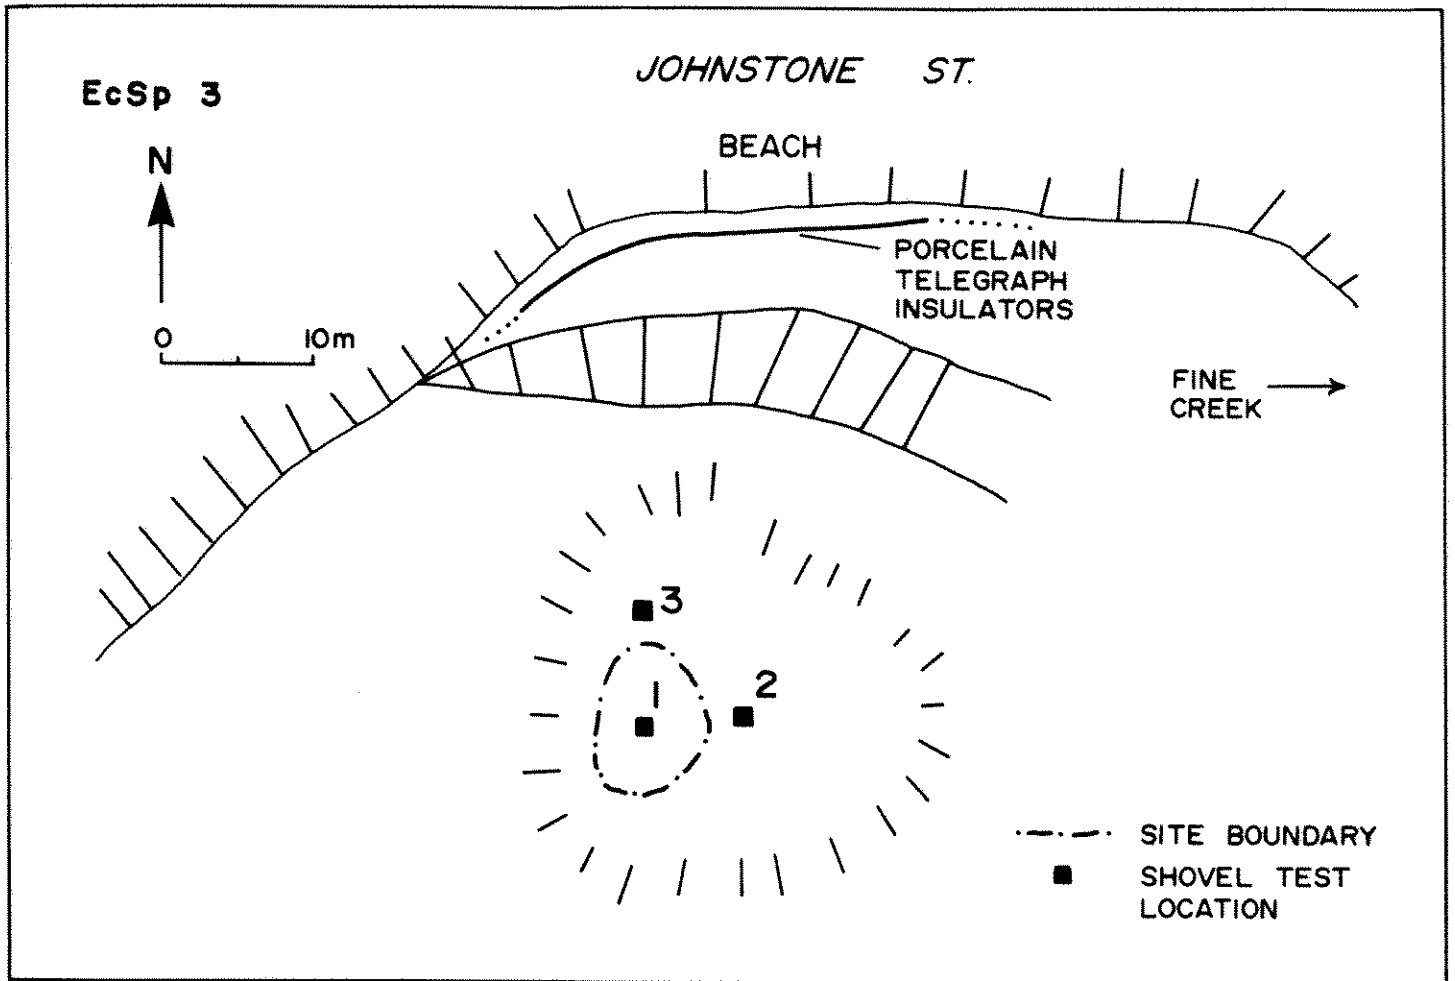 JOHNSTONE ST.
EcSp 3
BEACH
N
PORCELAIN
TELEGRAPH
INSULATORS
0 10m
FINE
CREEK
3
1
2
SITE BOUNDARY
SHOVEL TEST
LOCATION